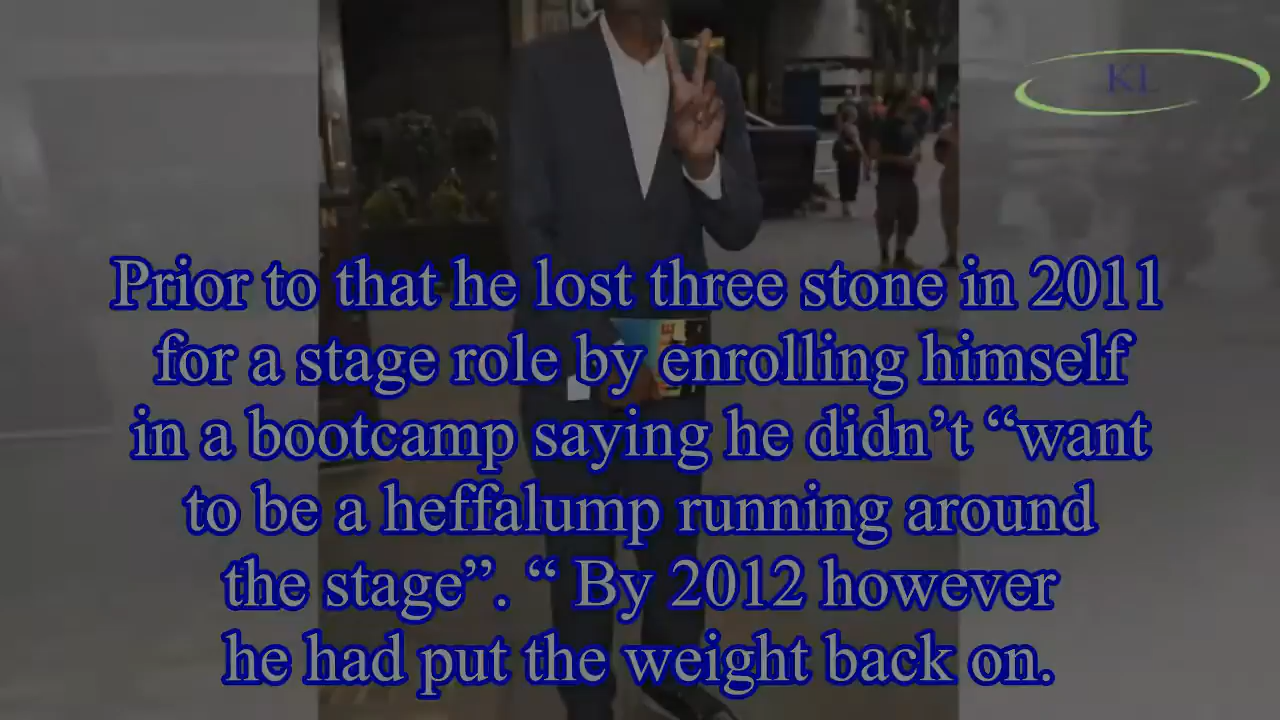 KL
Prior to that he lost three stone in 2011
for a stage role by enrolling himself
in a bootcamp saying he didn’t “want
to be a heffalump running around
the stage”. “ By 2012 however
he had put the weight back on.